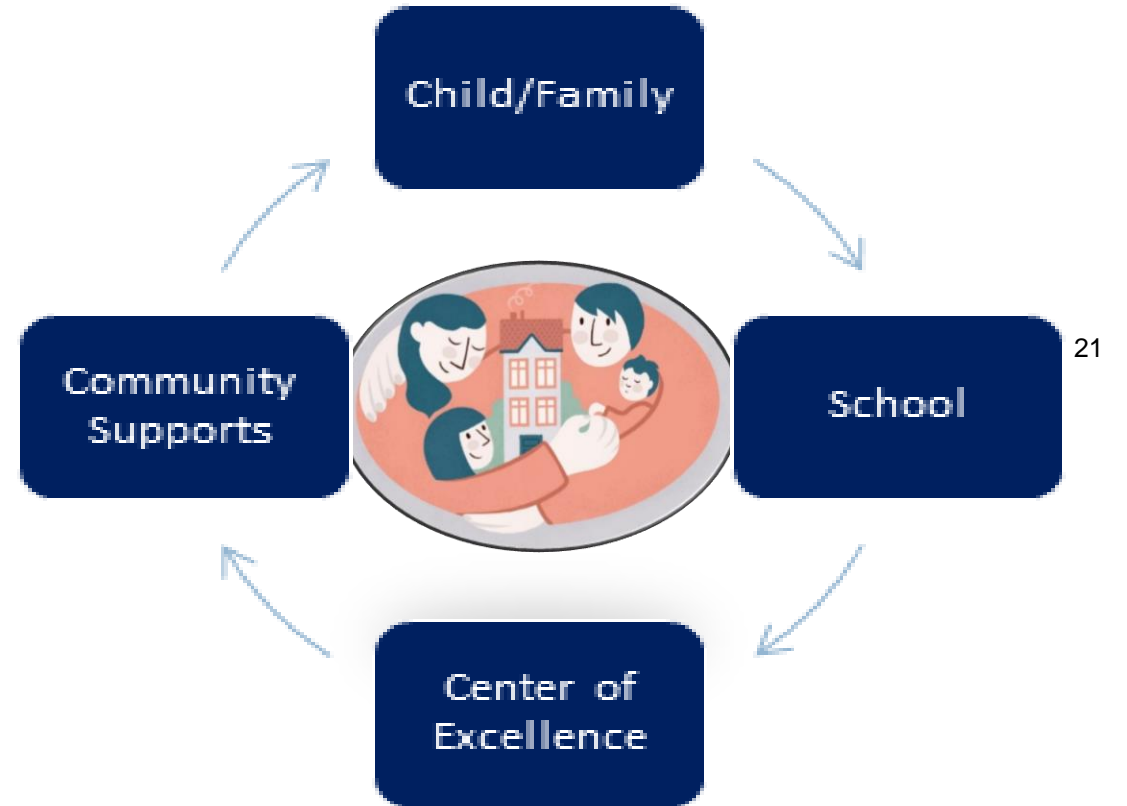 Child/Family
Community
Supports
School
21
Center of
Excellence